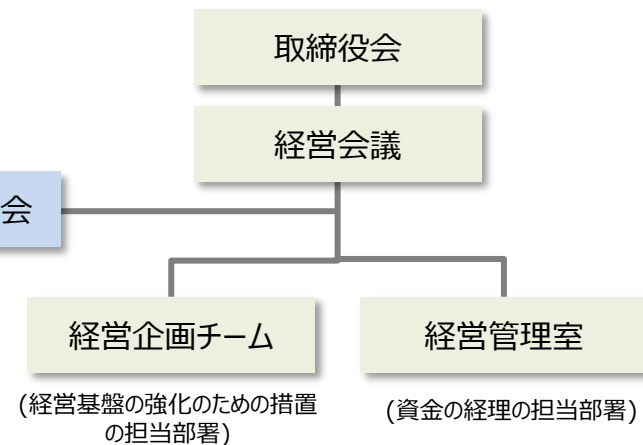 取締役会
経営会議
会
経営企画チーム
経営管理室
(経営基盤の強化のための措置
の担当部署)
(資金の経理の担当部署)